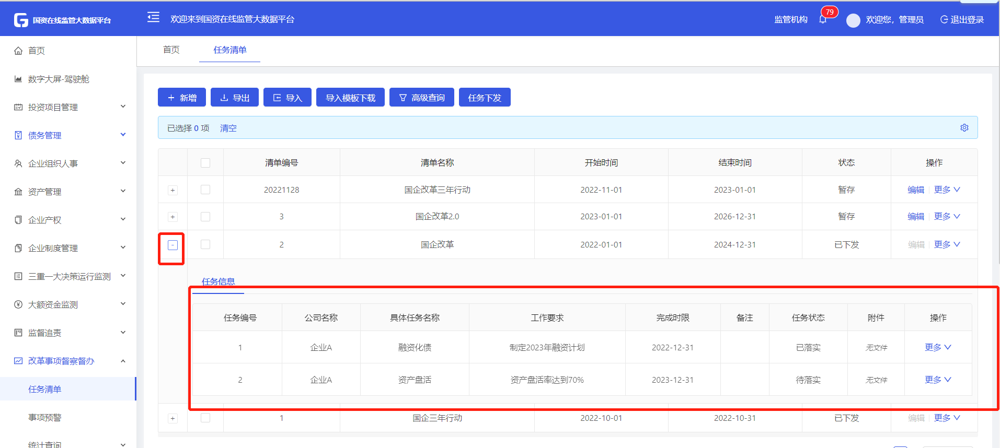 国资在线监管大数据平台
欢迎来到国资在线监管大数据平台
监管机构
79
欢迎您，管理员
退出登录
首页
数字大屏-驾驶舱
投资项目管理
债务管理
企业组织人事
资产管理
企业产权
企业制度管理
三重一大决策运行监测
大额资金监测
监督追责
改革事项督察督办
任务清单
事项预警
统计查询
首页 任务清单
+ 新增 导出 导入 导入模板下载 高级查询 任务下发
已选择 0 项 清空
清单编号 清单名称 开始时间 结束时间 状态 操作
+ 20221128 国企改革三年行动 2022-11-01 2023-01-01 暂存 编辑 更多
+ 3 国企改革2.0 2023-01-01 2026-12-31 暂存 编辑 更多
- 2 国企改革 2022-01-01 2024-12-31 已下发 编辑 更多
任务信息
任务编号 公司名称 具体任务名称 工作要求 完成时限 备注 任务状态 附件 操作
1 企业A 融资化债 制定2023年融资计划 2022-12-31 已落实 无文件 更多
2 企业A 资产盘活 资产盘活率达到70% 2023-12-31 待落实 无文件 更多
+ 1 国企三年行动 2022-10-01 2022-10-31 已下发 编辑 更多